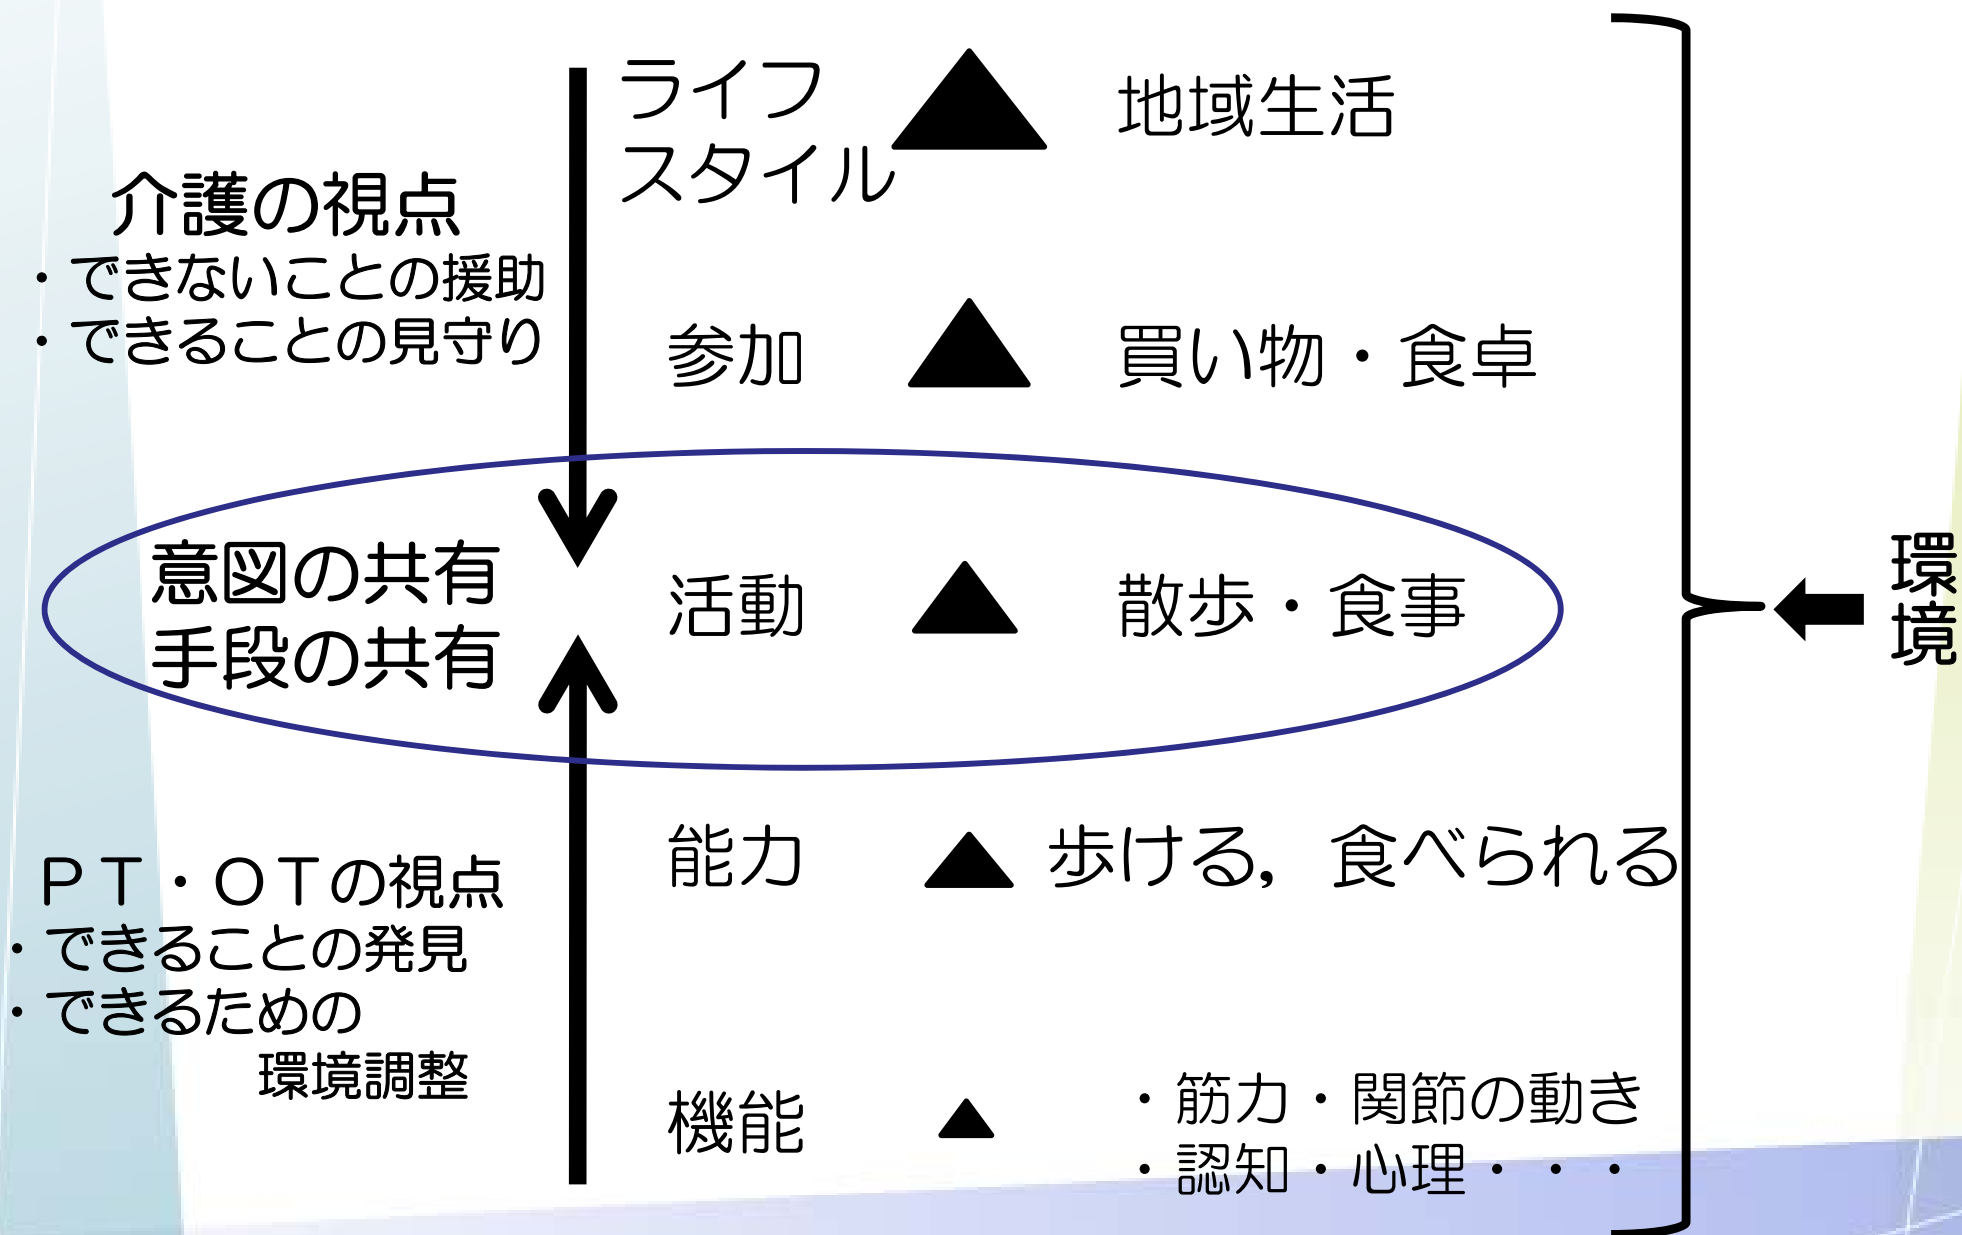 ライフ
スタイル
地域生活
介護の視点
・できないことの援助
・できることの見守り
参加
買い物・食卓
意図の共有
手段の共有
活動
散歩・食事
環境
能力
歩ける，食べられる
ＰＴ・ＯＴの視点
・できることの発見
・できるための
環境調整
機能
・筋力・関節の動き
・認知・心理・・・